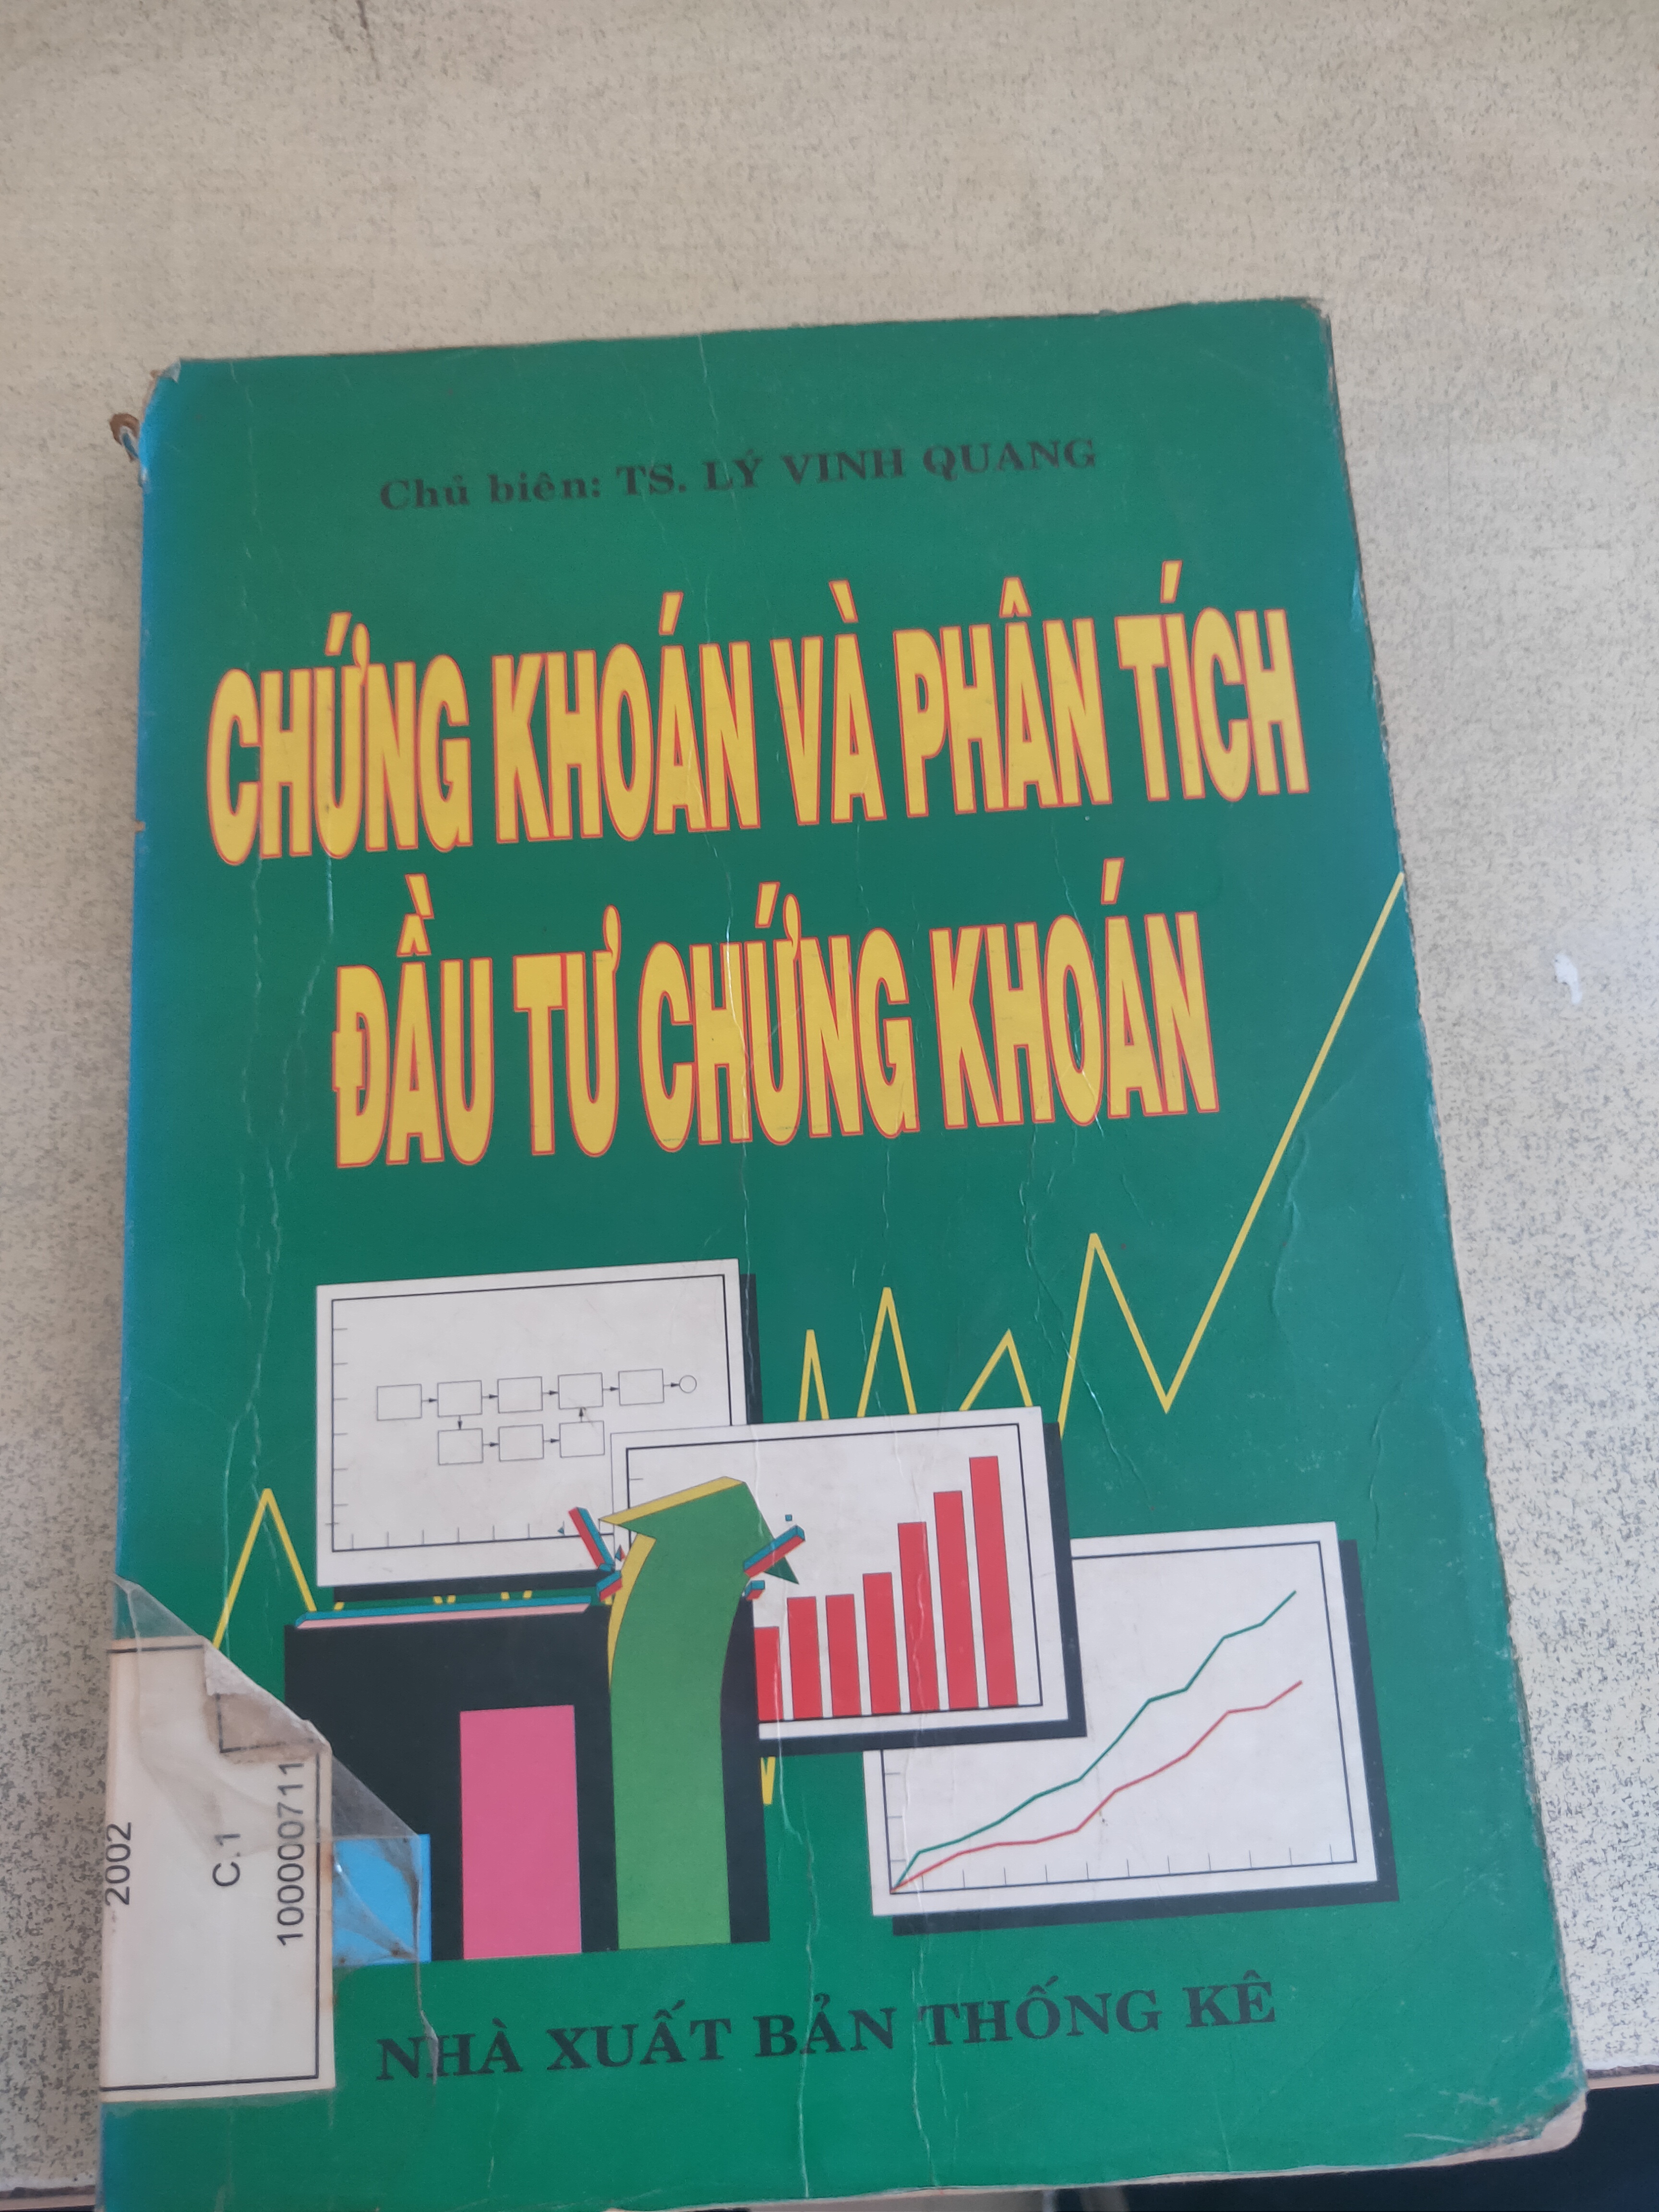 Chủ biên: TS. LÝ VINH QUANG
CHỨNG KHOÁN VÀ PHÂN TÍCH
ĐẦU TƯ CHỨNG KHOÁN
2002
C.1
100000711
NHÀ XUẤT BẢN THỐNG KÊ